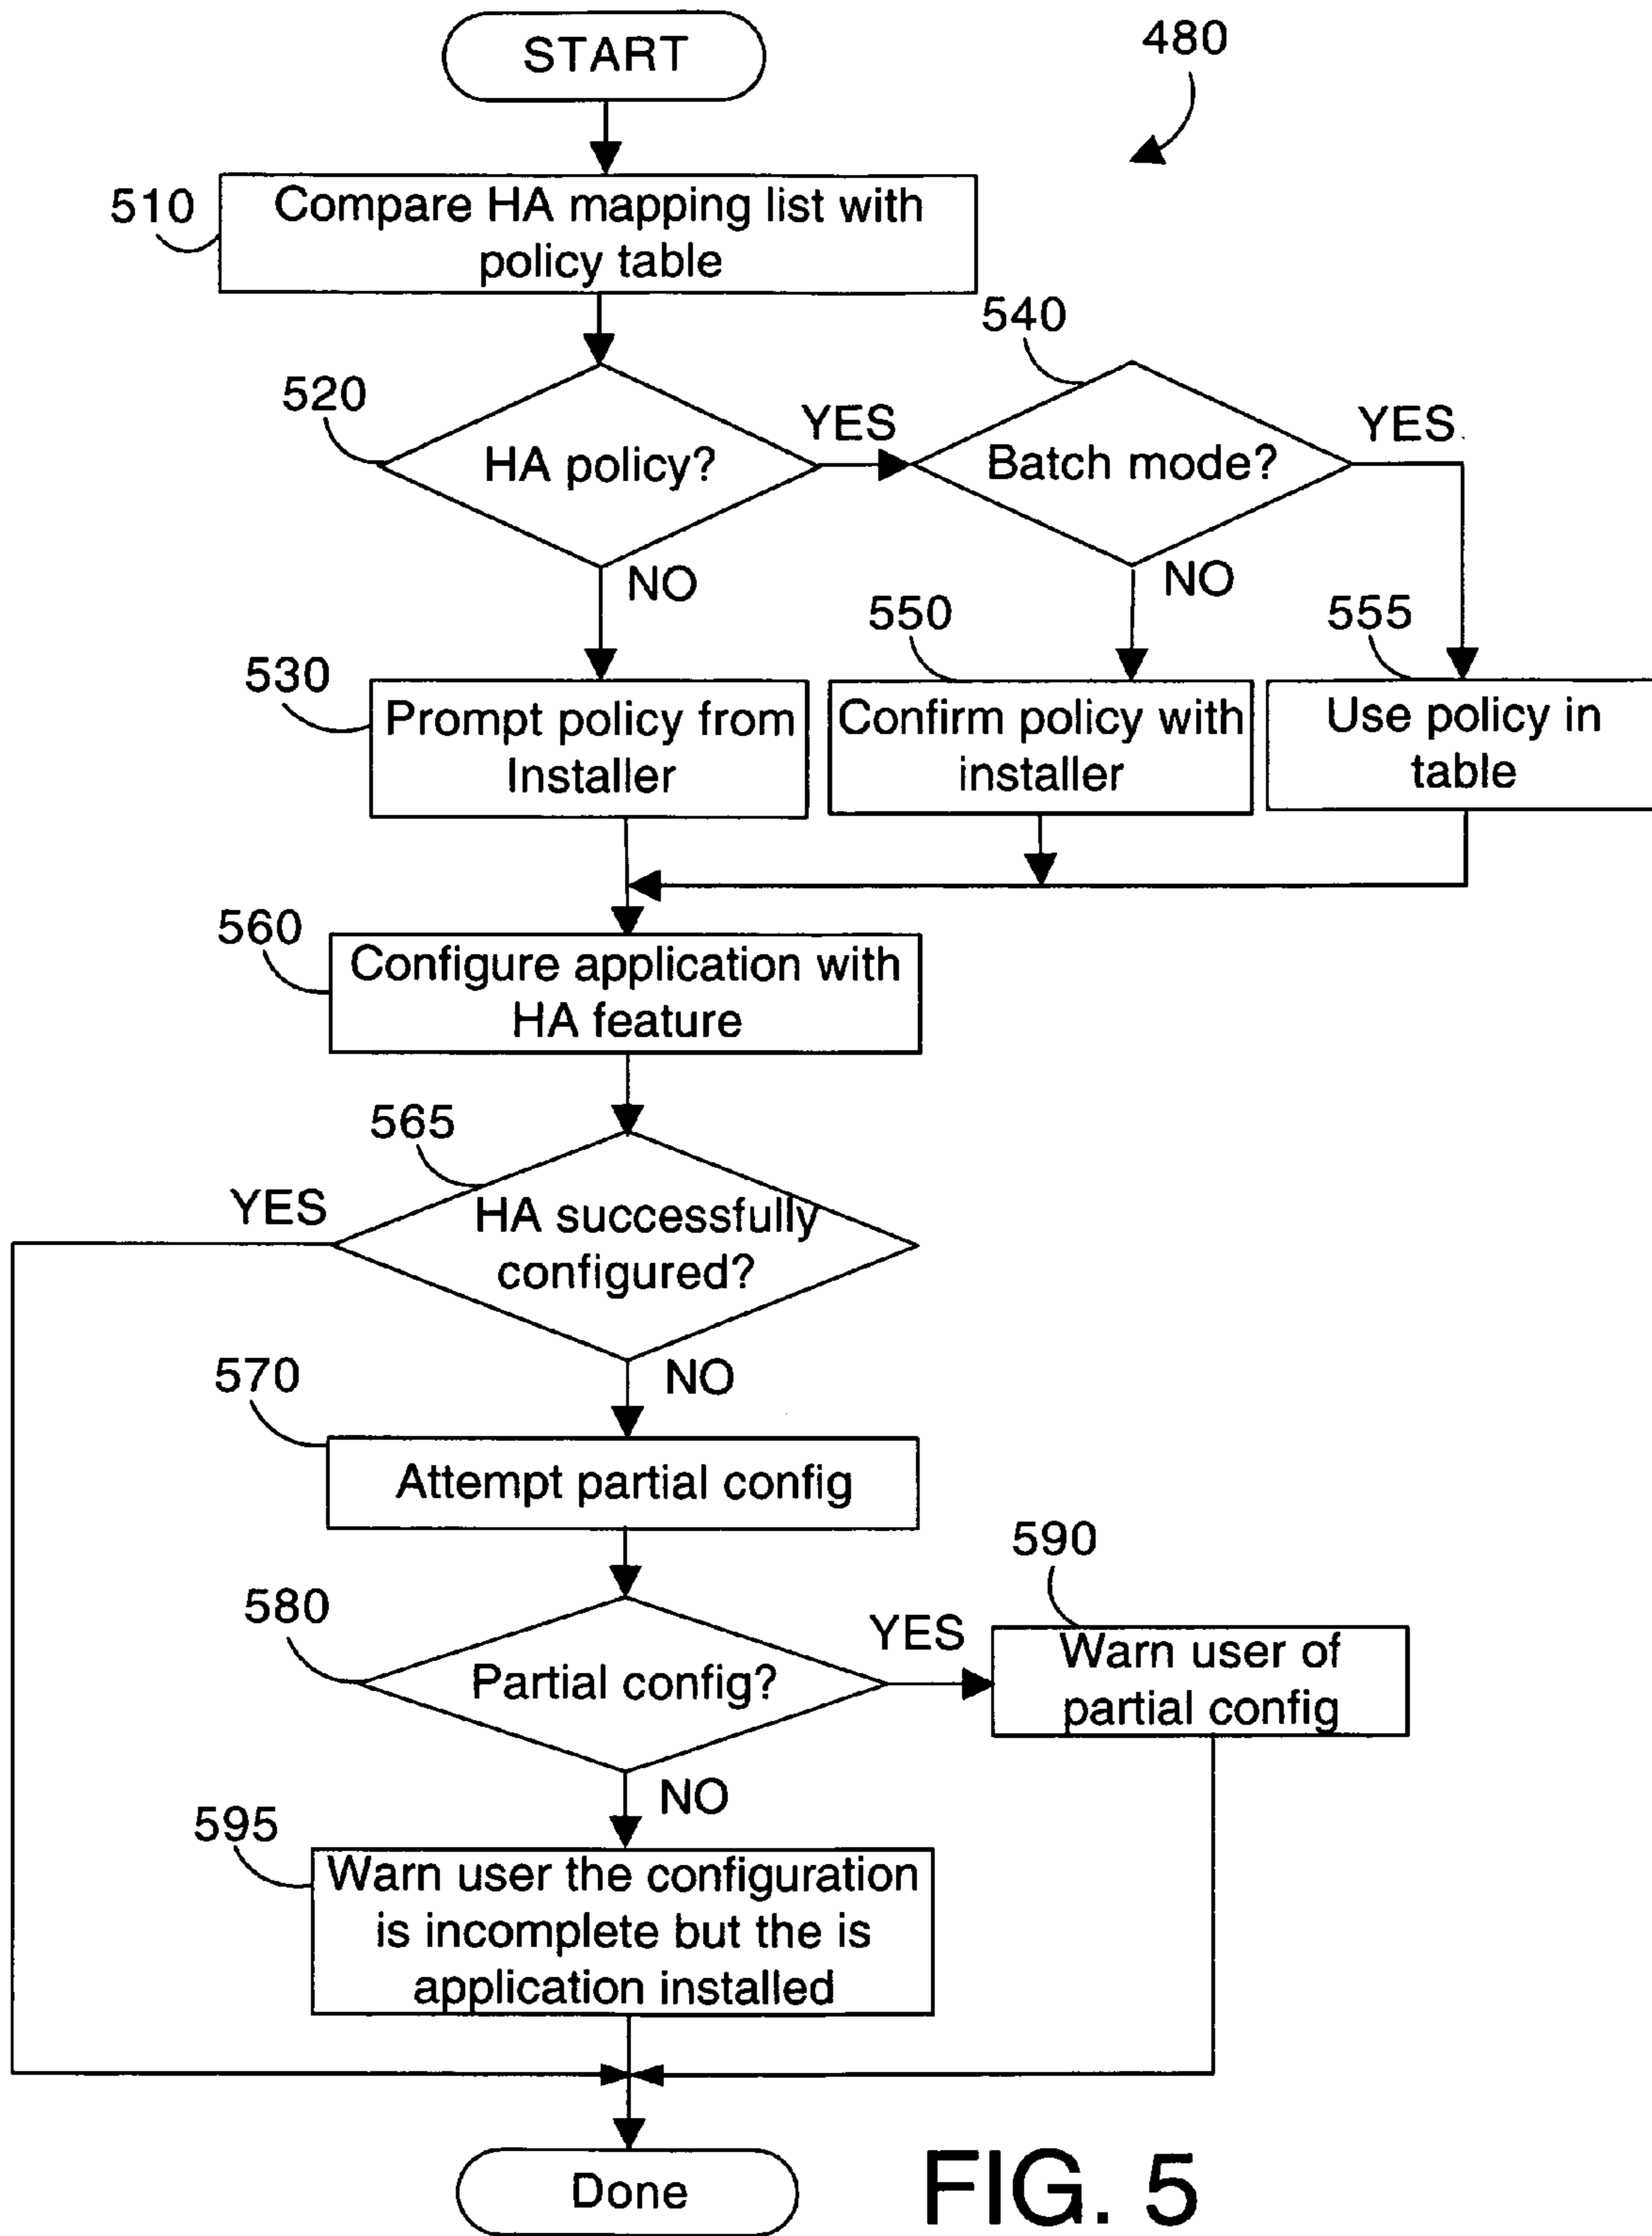 START
480
510
Compare HA mapping list with
policy table
540
520
HA policy?
YES
Batch mode?
YES
NO
NO
550
555
530
Prompt policy from
Installer
Confirm policy with
installer
Use policy in
table
560
Configure application with
HA feature
565
YES
HA successfully
configured?
570
NO
Attempt partial config
590
580
Partial config?
YES
Warn user of
partial config
NO
595
Warn user the configuration
is incomplete but the is
application installed
Done
FIG. 5